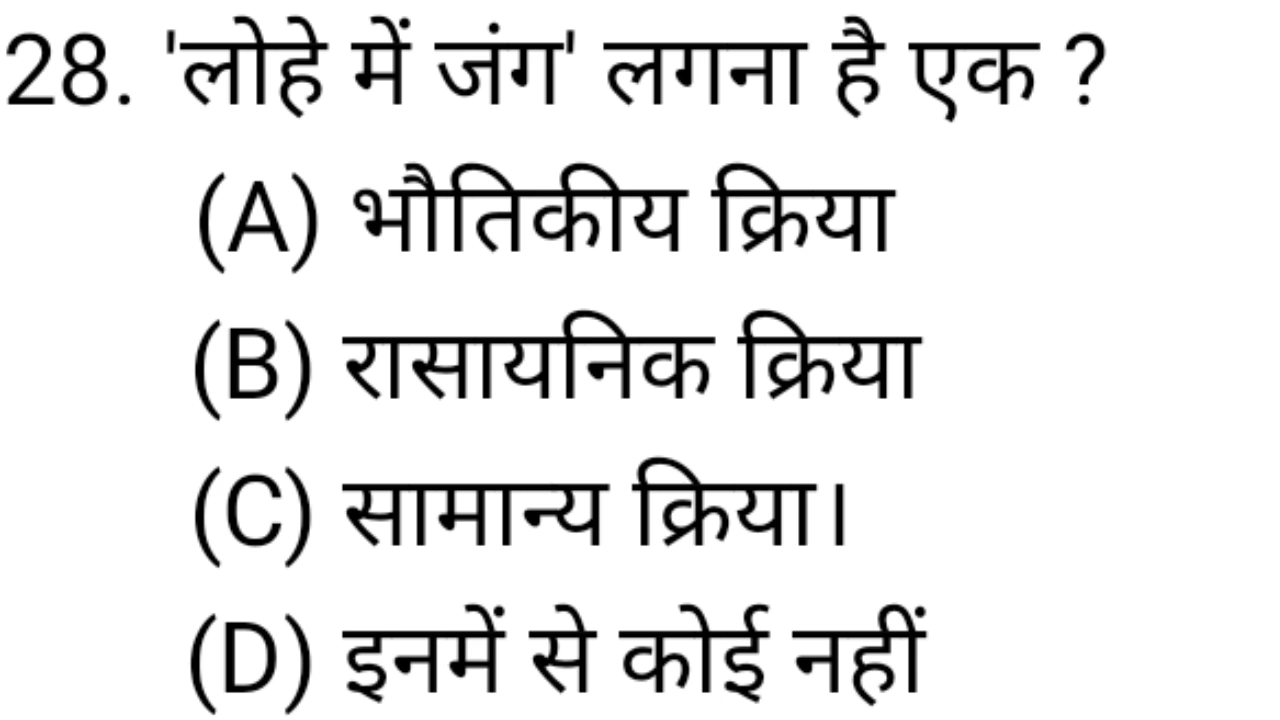 28. 'लोहे में जंग' लगना है एक ?
(A) भौतिकीय क्रिया
(B) रासायनिक क्रिया
(C) सामान्य क्रिया।
(D) इनमें से कोई नहीं